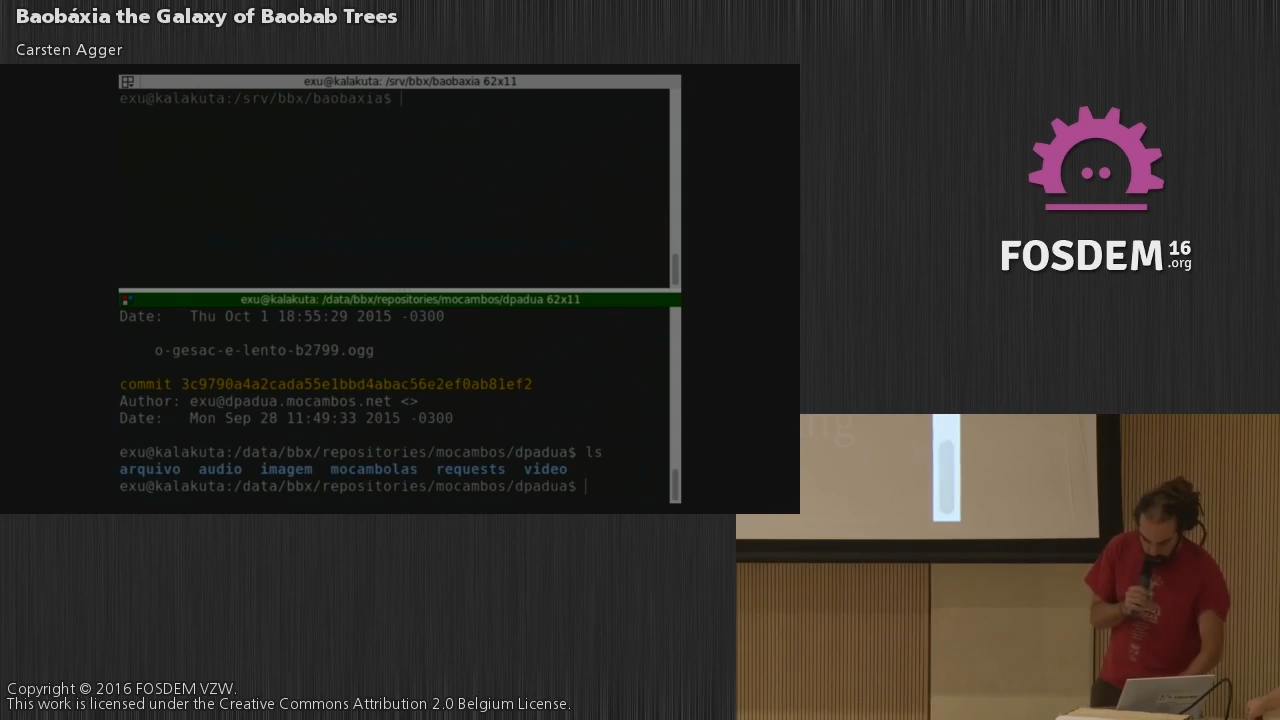 Baobáxia the Galaxy of Baobab Trees
Carsten Agger
exu@kalakuta: /srv/bbx/baobaxia 62x11
exu@kalakuta:/srv/bbx/baobaxia$
exu@kalakuta: /data/bbx/repositories/mocambos/dpadua 62x11
Date:   Thu Oct 1 18:55:29 2015 -0300
o-gesac-e-lento-b2799.ogg
commit 3c9790a4a2cada55e1bbd4abac56e2ef0ab81ef2
Author: exu@dpadua.mocambos.net <>
Date:   Mon Sep 28 11:49:33 2015 -0300
exu@kalakuta:/data/bbx/repositories/mocambos/dpadua$ ls
arquivo  audio  imagem  mocambolas  requests  video
exu@kalakuta:/data/bbx/repositories/mocambos/dpadua$
FOSDEM 16
.org
Copyright © 2016 FOSDEM VZW.
This work is licensed under the Creative Commons Attribution 2.0 Belgium License.